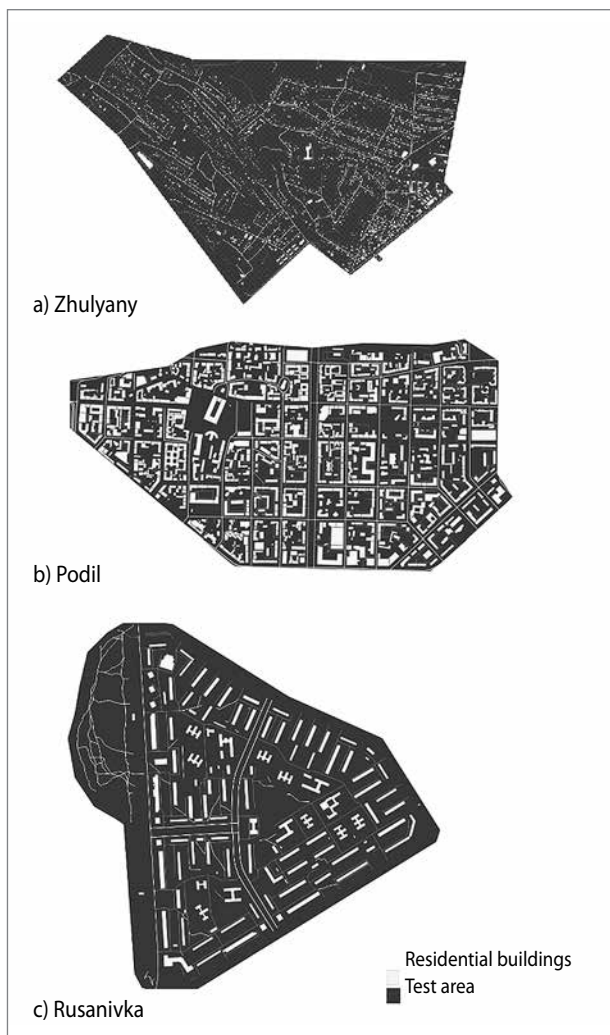 a) Zhulyany
b) Podil
Residential buildings
Test area
c) Rusanivka